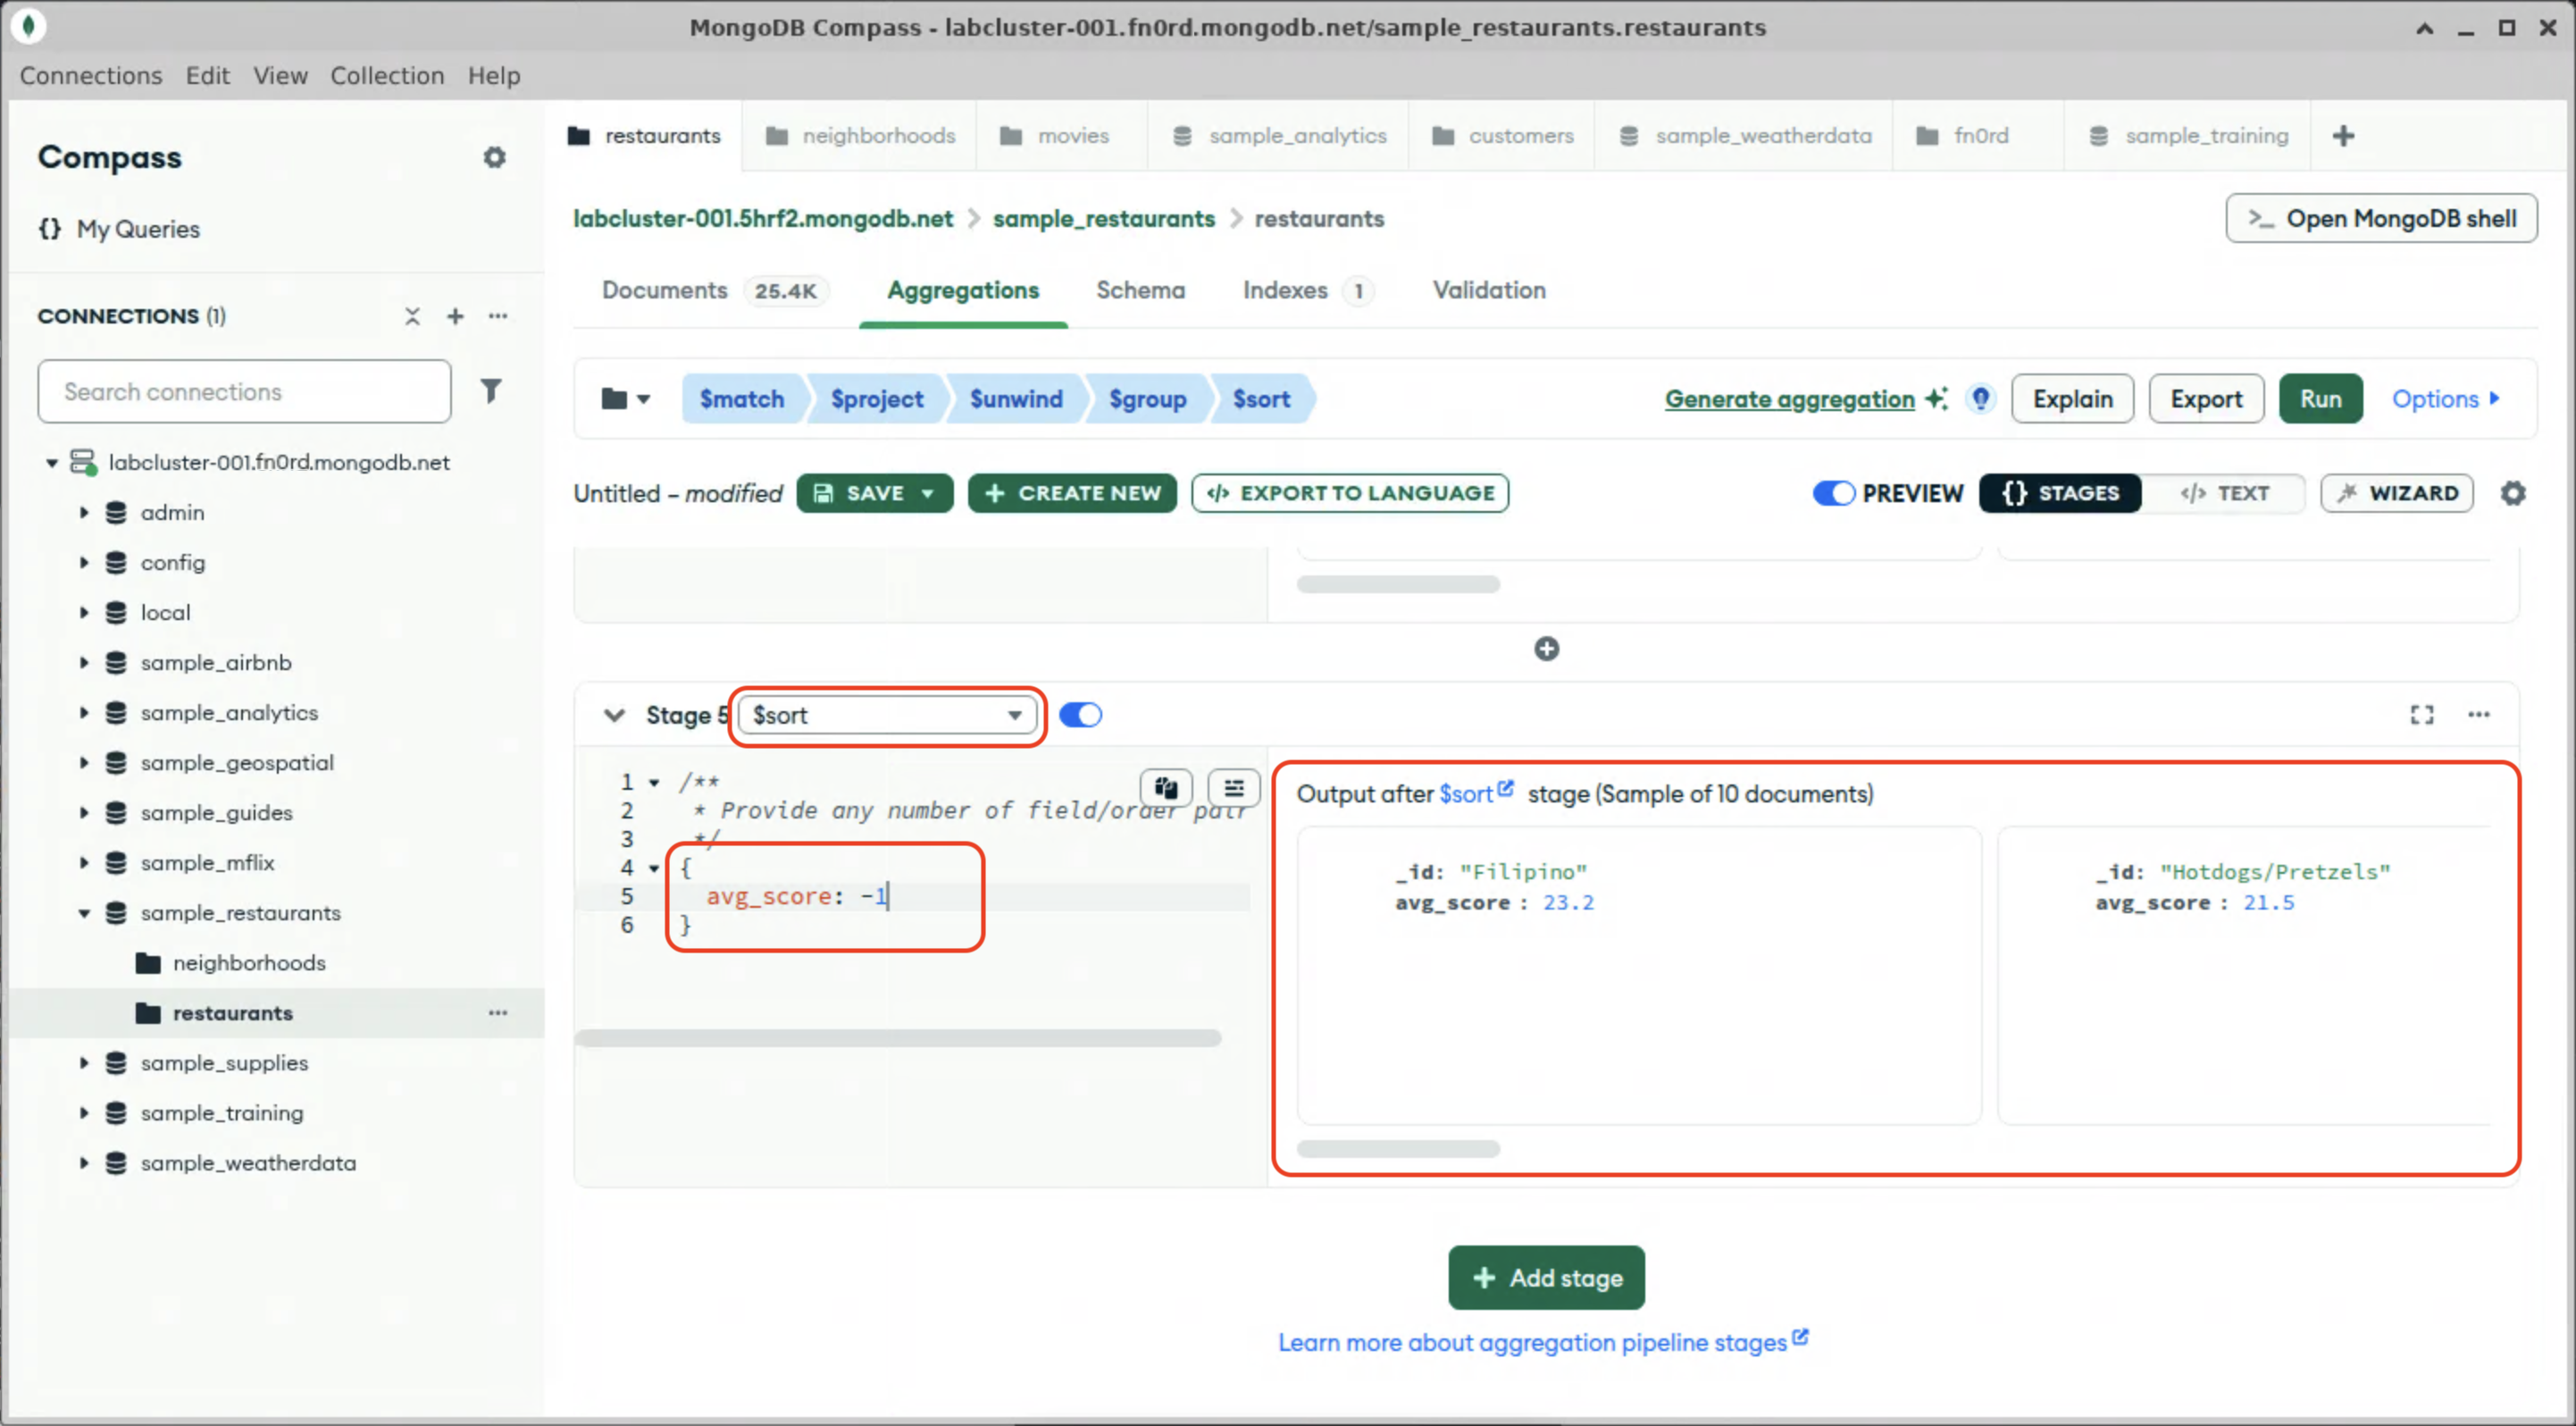 MongoDB Compass - labcluster-001.fn0rd.mongodb.net/sample_restaurants.restaurants
Connections Edit View Collection Help
Compass
{} My Queries
CONNECTIONS (1)
Search connections
labcluster-001.fn0rd.mongodb.net
admin
config
local
sample_airbnb
sample_analytics
sample_geospatial
sample_guides
sample_mflix
sample_restaurants
neighborhoods
restaurants
sample_supplies
sample_training
sample_weatherdata
restaurants neighborhoods movies sample_analytics customers sample_weatherdata fn0rd sample_training
labcluster-001.5hrf2.mongodb.net > sample_restaurants > restaurants
>_ Open MongoDB shell
Documents 25.4K Aggregations Schema Indexes 1 Validation
$match $project $unwind $group $sort
Generate aggregation Explain Export Run Options
Untitled – modified SAVE + CREATE NEW </> EXPORT TO LANGUAGE
PREVIEW {} STAGES </> TEXT WIZARD
Stage 5 $sort
1 /**
2 * Provide any number of field/order pair
3 */
4 {
5 avg_score: -1
6 }
Output after $sort stage (Sample of 10 documents)
_id: "Filipino"
avg_score : 23.2
_id: "Hotdogs/Pretzels"
avg_score : 21.5
+ Add stage
Learn more about aggregation pipeline stages